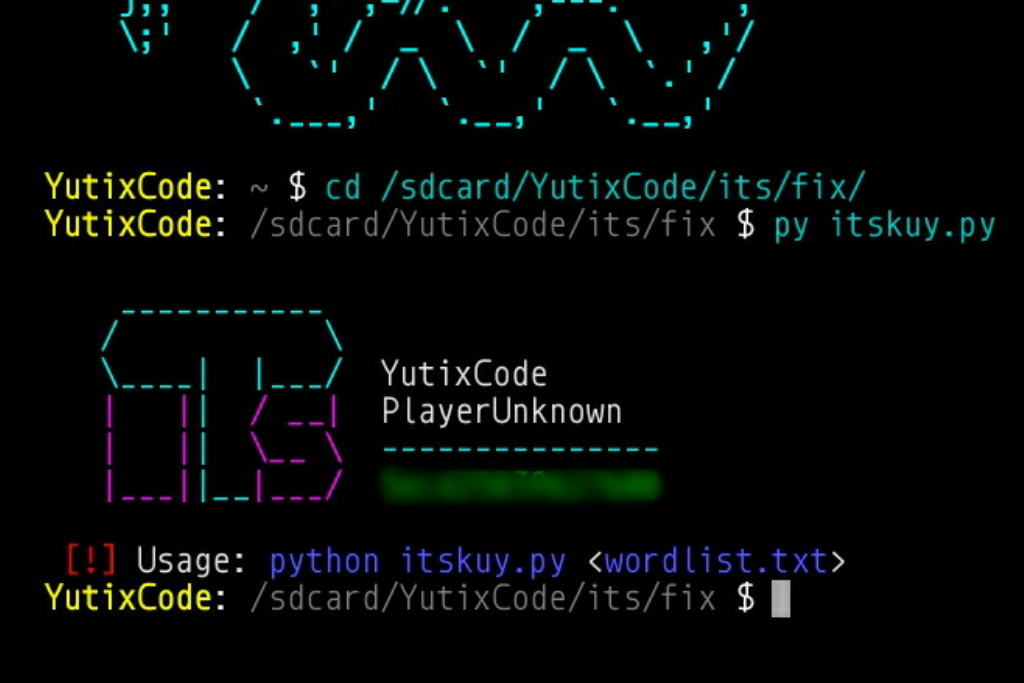 YutixCode: ~ $ cd /sdcard/YutixCode/its/fix/
YutixCode: /sdcard/YutixCode/its/fix $ py itskuy.py
iTs
YutixCode
PlayerUnknown
---------------
[!] Usage: python itskuy.py <wordlist.txt>
YutixCode: /sdcard/YutixCode/its/fix $